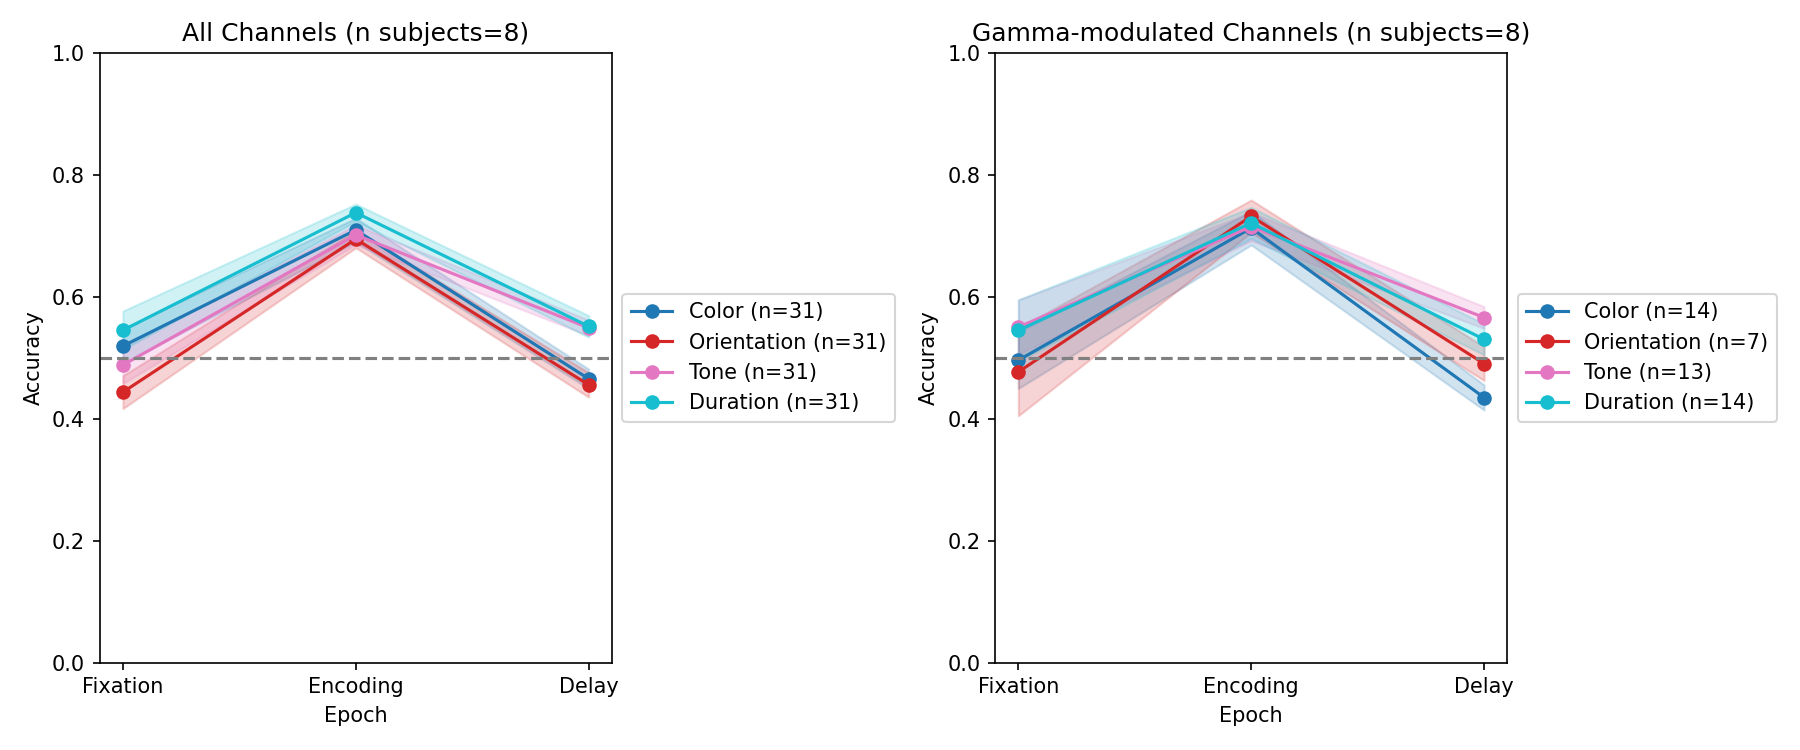 All Channels (n subjects=8)
1.0
0.8
0.6
0.4
0.2
0.0
Accuracy
Fixation
Encoding
Delay
Epoch
Color (n=31)
Orientation (n=31)
Tone (n=31)
Duration (n=31)
Gamma-modulated Channels (n subjects=8)
1.0
0.8
0.6
0.4
0.2
0.0
Accuracy
Fixation
Encoding
Delay
Epoch
Color (n=14)
Orientation (n=7)
Tone (n=13)
Duration (n=14)